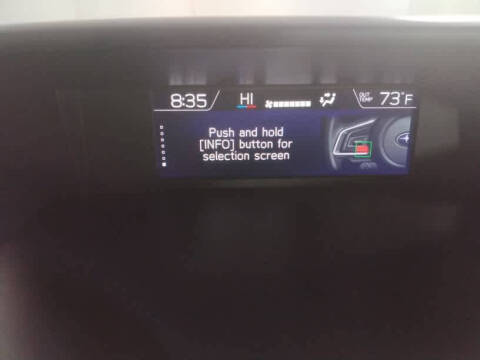 8:35 HI OUT TEMP 73°F
Push and hold
[INFO] button for
selection screen